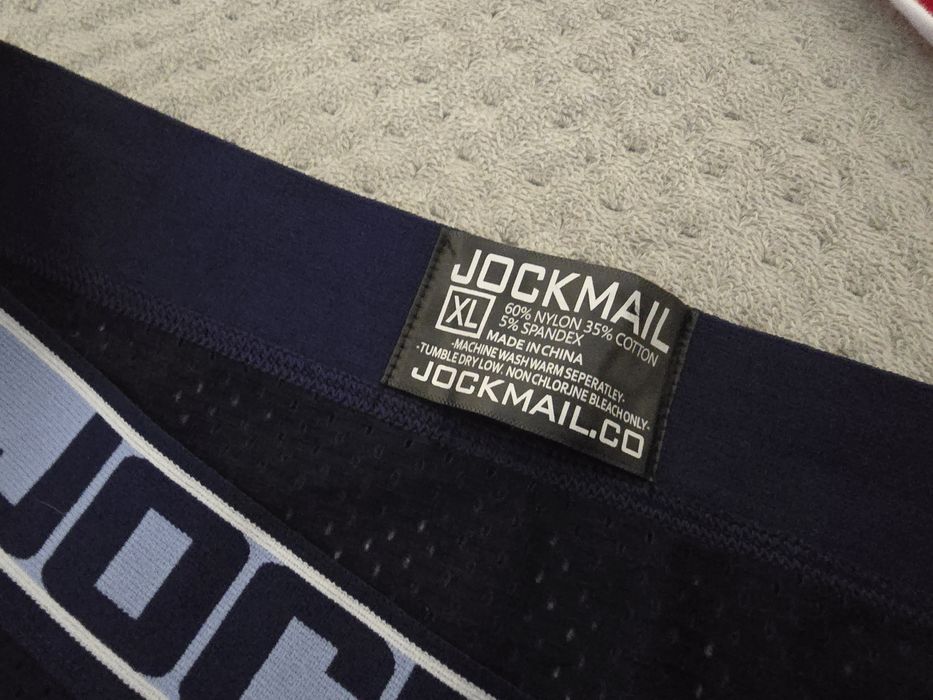 JOCKMAIL
XL
60% NYLON 35% COTTON
5% SPANDEX
MADE IN CHINA
-MACHINE WASH WARM SEPERATLEY-
-TUMBLE DRY LOW. NON CHLORJNE BLEACH ONLY-
JOCKMAIL.CO
JOC